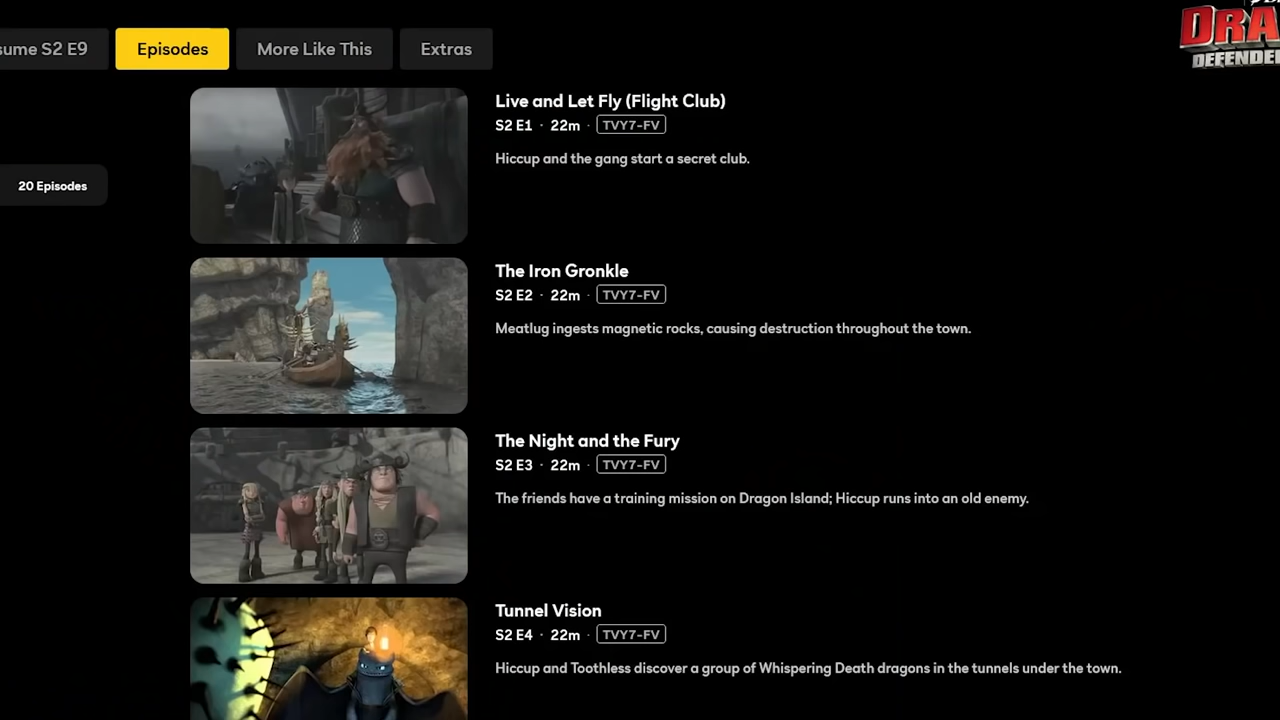 sume S2 E9
Episodes
More Like This
Extras
DRA
DEFENDE
20 Episodes
Live and Let Fly (Flight Club)
S2 E1 · 22m · TVY7-FV
Hiccup and the gang start a secret club.
The Iron Gronkle
S2 E2 · 22m · TVY7-FV
Meatlug ingests magnetic rocks, causing destruction throughout the town.
The Night and the Fury
S2 E3 · 22m · TVY7-FV
The friends have a training mission on Dragon Island; Hiccup runs into an old enemy.
Tunnel Vision
S2 E4 · 22m · TVY7-FV
Hiccup and Toothless discover a group of Whispering Death dragons in the tunnels under the town.